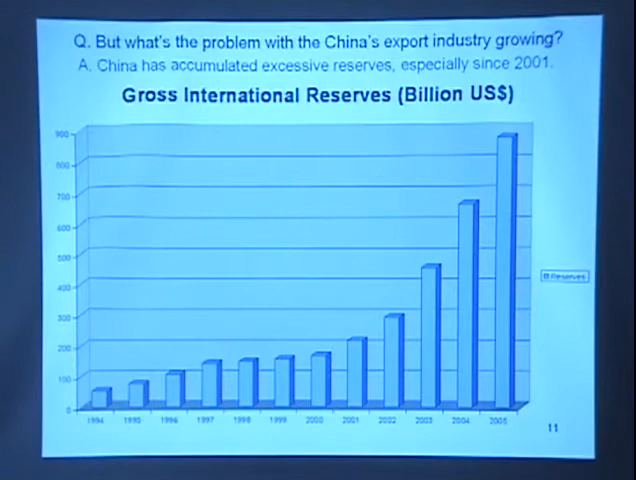 Q. But what's the problem with the China's export industry growing?
A. China has accumulated excessive reserves, especially since 2001.
Gross International Reserves (Billion US$)
900
800
700
600
500
400
300
200
100
0
1994 1995 1996 1997 1998 1999 2000 2001 2002 2003 2004 2005
Reserves
11